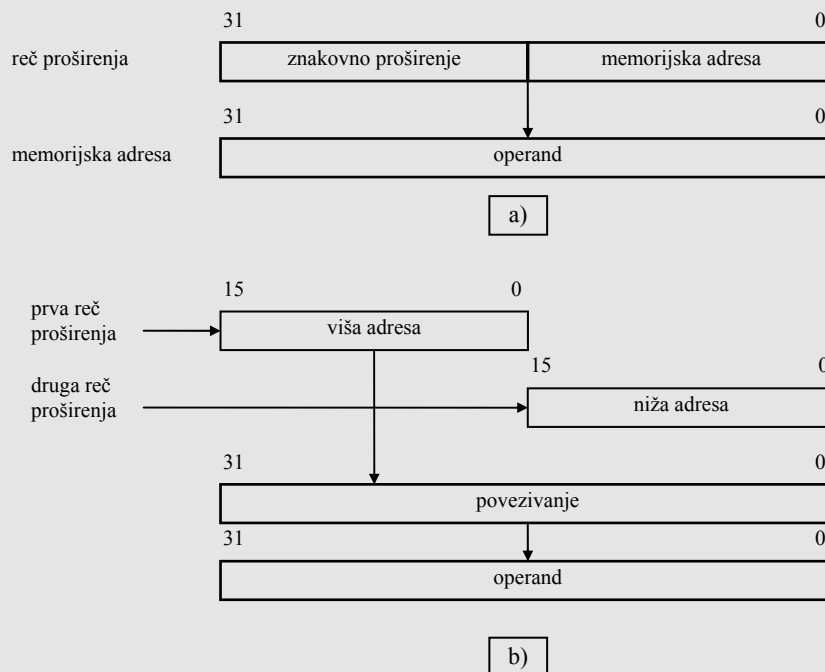 31 0
reč proširenja znakovno proširenje memorijska adresa
31 0
memorijska adresa operand
a)
15 0
prva reč
proširenja
viša adresa
15 0
druga reč
proširenja
niža adresa
31 0
povezivanje
31 0
operand
b)